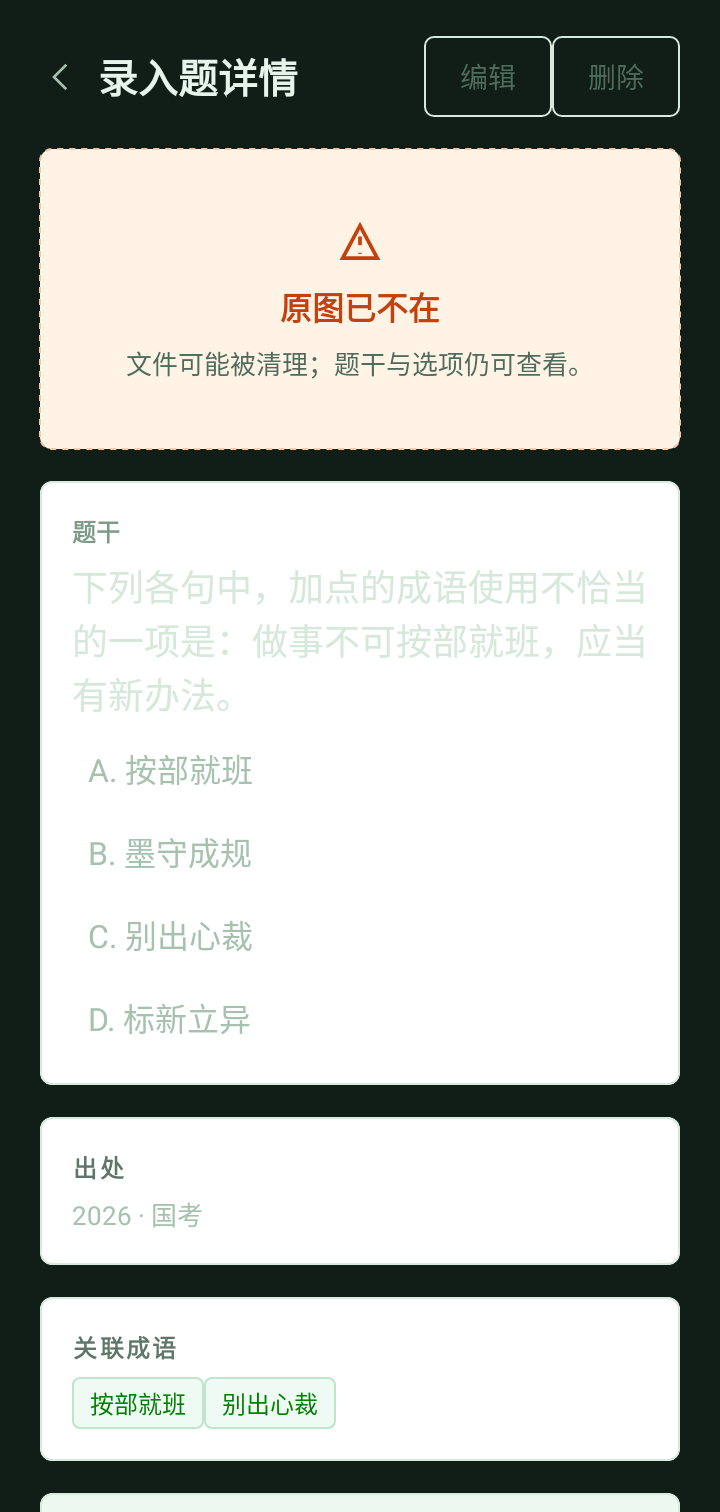 录入题详情
编辑
删除
原图已不在
文件可能被清理；题干与选项仍可查看。
题干
下列各句中，加点的成语使用不恰当
的一项是：做事不可按部就班，应当
有新办法。
A. 按部就班
B. 墨守成规
C. 别出心裁
D. 标新立异
出处
2026 · 国考
关联成语
按部就班
别出心裁